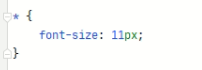 * {
font-size: 11px;
}